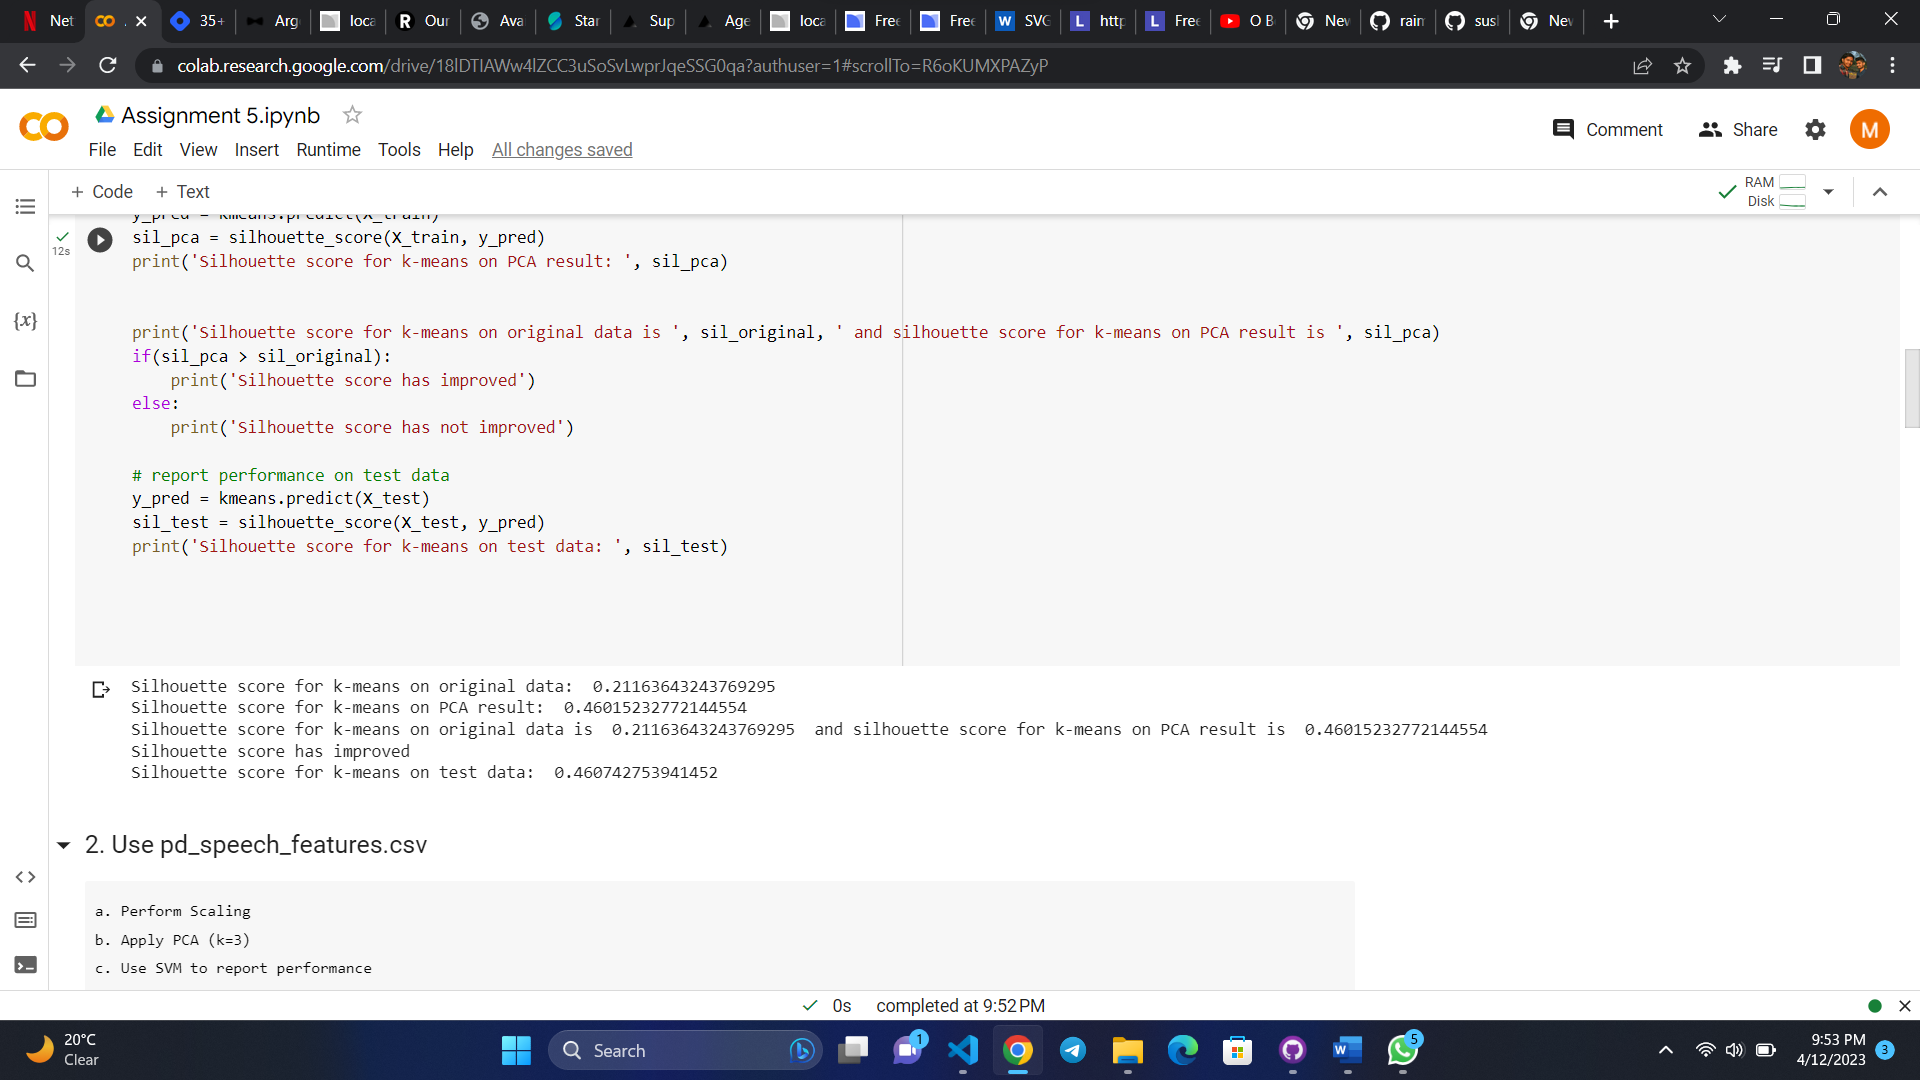 Net
35+
Arg
loca
Our
Ava
Star
Sup
Age
loca
Free
Free
SVG
http
Free
O B
Nev
rain
sus
Nev
colab.research.google.com/drive/18lDTIAWw4lZCC3uSoSvLwprJqeSSG0qa?authuser=1#scrollTo=R6oKUMXPAZyP
Assignment 5.ipynb
Comment Share M
File Edit View Insert Runtime Tools Help All changes saved
+ Code + Text
RAM
Disk
y_pred = kmeans.predict(X_train)
12s
sil_pca = silhouette_score(X_train, y_pred)
print('Silhouette score for k-means on PCA result: ', sil_pca)
print('Silhouette score for k-means on original data is ', sil_original, ' and silhouette score for k-means on PCA result is ', sil_pca)
if(sil_pca > sil_original):
    print('Silhouette score has improved')
else:
    print('Silhouette score has not improved')
# report performance on test data
y_pred = kmeans.predict(X_test)
sil_test = silhouette_score(X_test, y_pred)
print('Silhouette score for k-means on test data: ', sil_test)
Silhouette score for k-means on original data:  0.21163643243769295
Silhouette score for k-means on PCA result:  0.46015232772144554
Silhouette score for k-means on original data is  0.21163643243769295  and silhouette score for k-means on PCA result is  0.46015232772144554
Silhouette score has improved
Silhouette score for k-means on test data:  0.460742753941452
2. Use pd_speech_features.csv
a. Perform Scaling
b. Apply PCA (k=3)
c. Use SVM to report performance
0s completed at 9:52 PM
20°C
Clear
Search
1
5
9:53 PM
4/12/2023
3